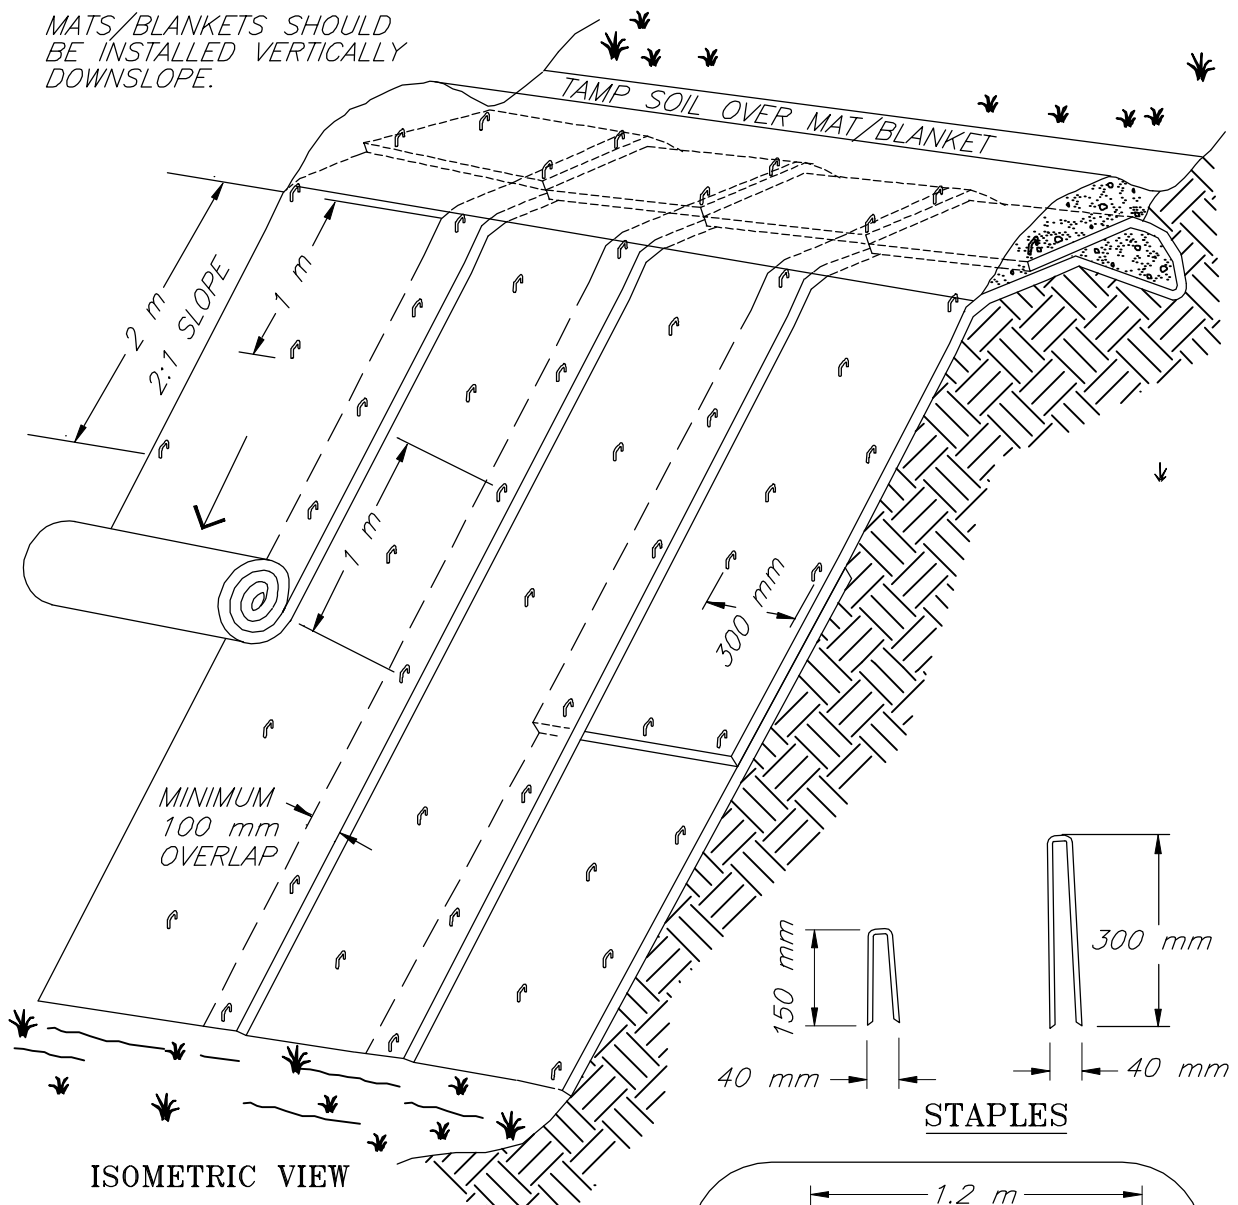 MATS/BLANKETS SHOULD
BE INSTALLED VERTICALLY
DOWNSLOPE.
TAMP SOIL OVER MAT/BLANKET
2 m
2:1 SLOPE
1 m
1 m
300 mm
MINIMUM
100 mm
OVERLAP
150 mm
300 mm
40 mm
40 mm
STAPLES
ISOMETRIC VIEW
1.2 m